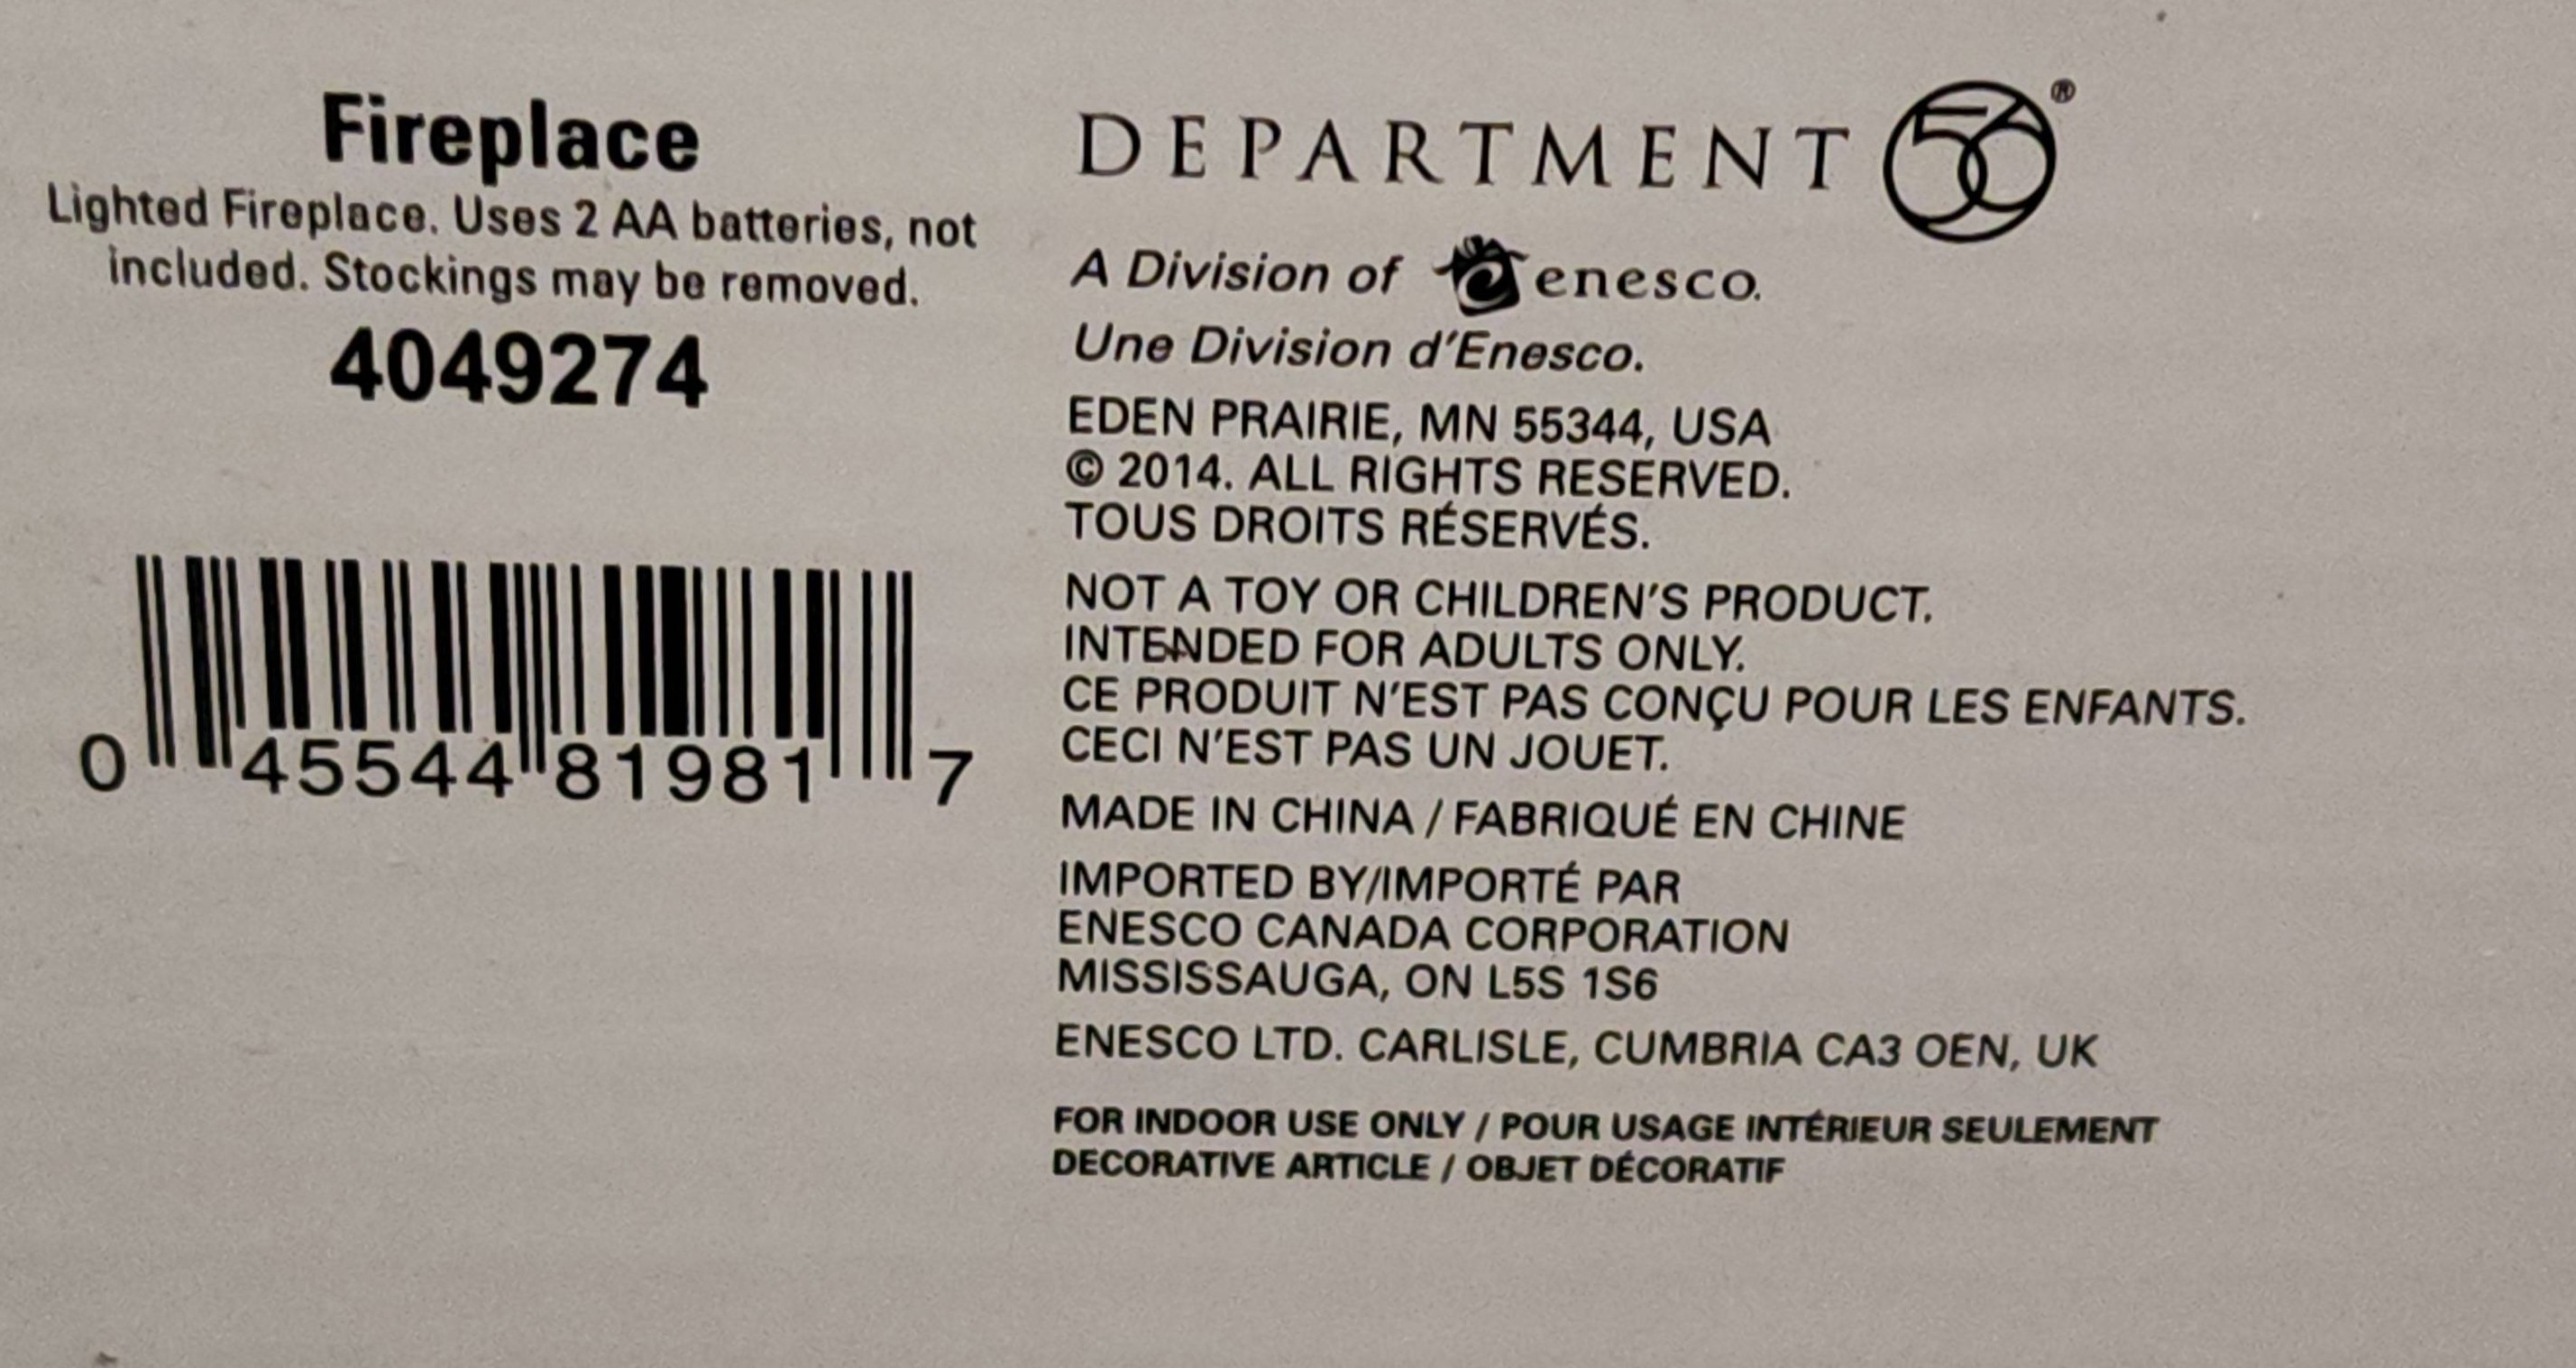 Fireplace
Lighted Fireplace. Uses 2 AA batteries, not
included. Stockings may be removed.
4049274
0 45544 81981 7
DEPARTMENT 56®
A Division of enesco.
Une Division d'Enesco.
EDEN PRAIRIE, MN 55344, USA
© 2014. ALL RIGHTS RESERVED.
TOUS DROITS RÉSERVÉS.
NOT A TOY OR CHILDREN'S PRODUCT.
INTENDED FOR ADULTS ONLY.
CE PRODUIT N'EST PAS CONÇU POUR LES ENFANTS.
CECI N'EST PAS UN JOUET.
MADE IN CHINA / FABRIQUÉ EN CHINE
IMPORTED BY/IMPORTÉ PAR
ENESCO CANADA CORPORATION
MISSISSAUGA, ON L5S 1S6
ENESCO LTD. CARLISLE, CUMBRIA CA3 OEN, UK
FOR INDOOR USE ONLY / POUR USAGE INTÉRIEUR SEULEMENT
DECORATIVE ARTICLE / OBJET DÉCORATIF